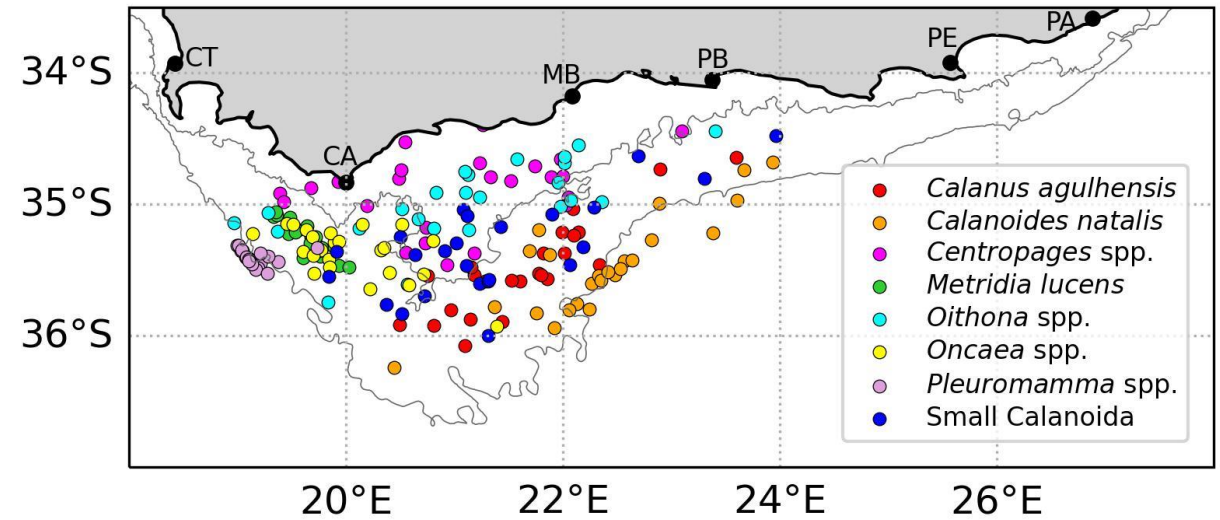 PA
PE
CT
PB
34°S
MB
CA
35°S
36°S
Calanus agulhensis
Calanoides natalis
Centropages spp.
Metridia lucens
Oithona spp.
Oncaea spp.
Pleuromamma spp.
Small Calanoida
20°E 22°E 24°E 26°E